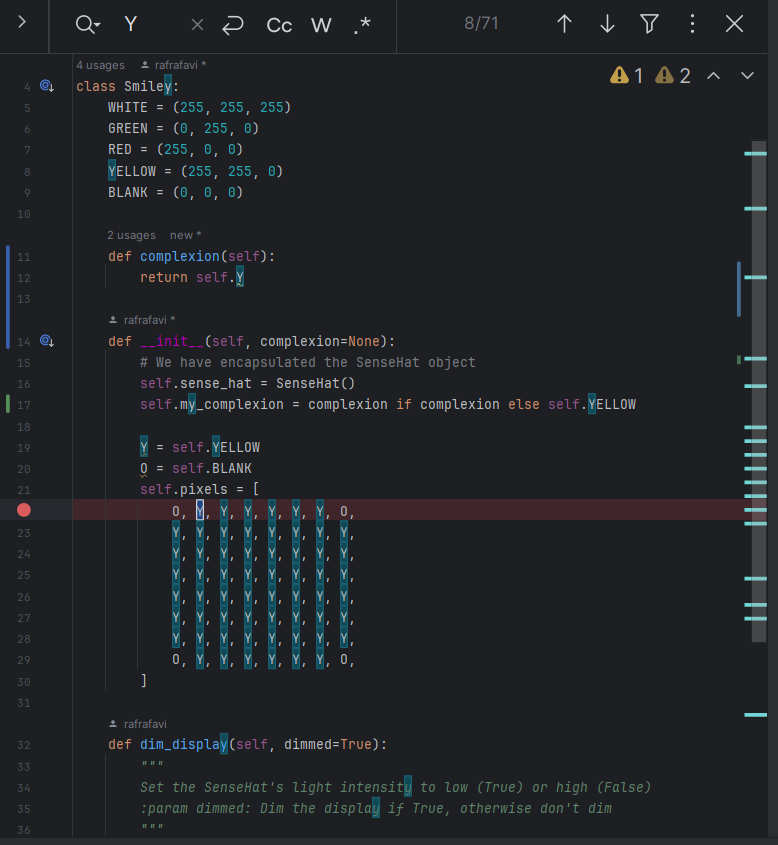 Y Cc W .* 8/71
4 usages rafrafavi *
1 2
4 class Smiley:
5 WHITE = (255, 255, 255)
6 GREEN = (0, 255, 0)
7 RED = (255, 0, 0)
8 YELLOW = (255, 255, 0)
9 BLANK = (0, 0, 0)
10
2 usages new *
11 def complexion(self):
12 return self.Y
13
rafrafavi *
14 def __init__(self, complexion=None):
15 # We have encapsulated the SenseHat object
16 self.sense_hat = SenseHat()
17 self.my_complexion = complexion if complexion else self.YELLOW
18
19 Y = self.YELLOW
20 O = self.BLANK
21 self.pixels = [
O, Y, Y, Y, Y, Y, Y, O,
23 Y, Y, Y, Y, Y, Y, Y, Y,
24 Y, Y, Y, Y, Y, Y, Y, Y,
25 Y, Y, Y, Y, Y, Y, Y, Y,
26 Y, Y, Y, Y, Y, Y, Y, Y,
27 Y, Y, Y, Y, Y, Y, Y, Y,
28 Y, Y, Y, Y, Y, Y, Y, Y,
29 O, Y, Y, Y, Y, Y, Y, O,
30 ]
31
rafrafavi
32 def dim_display(self, dimmed=True):
33 """
34 Set the SenseHat's light intensity to low (True) or high (False)
35 :param dimmed: Dim the display if True, otherwise don't dim
36 """